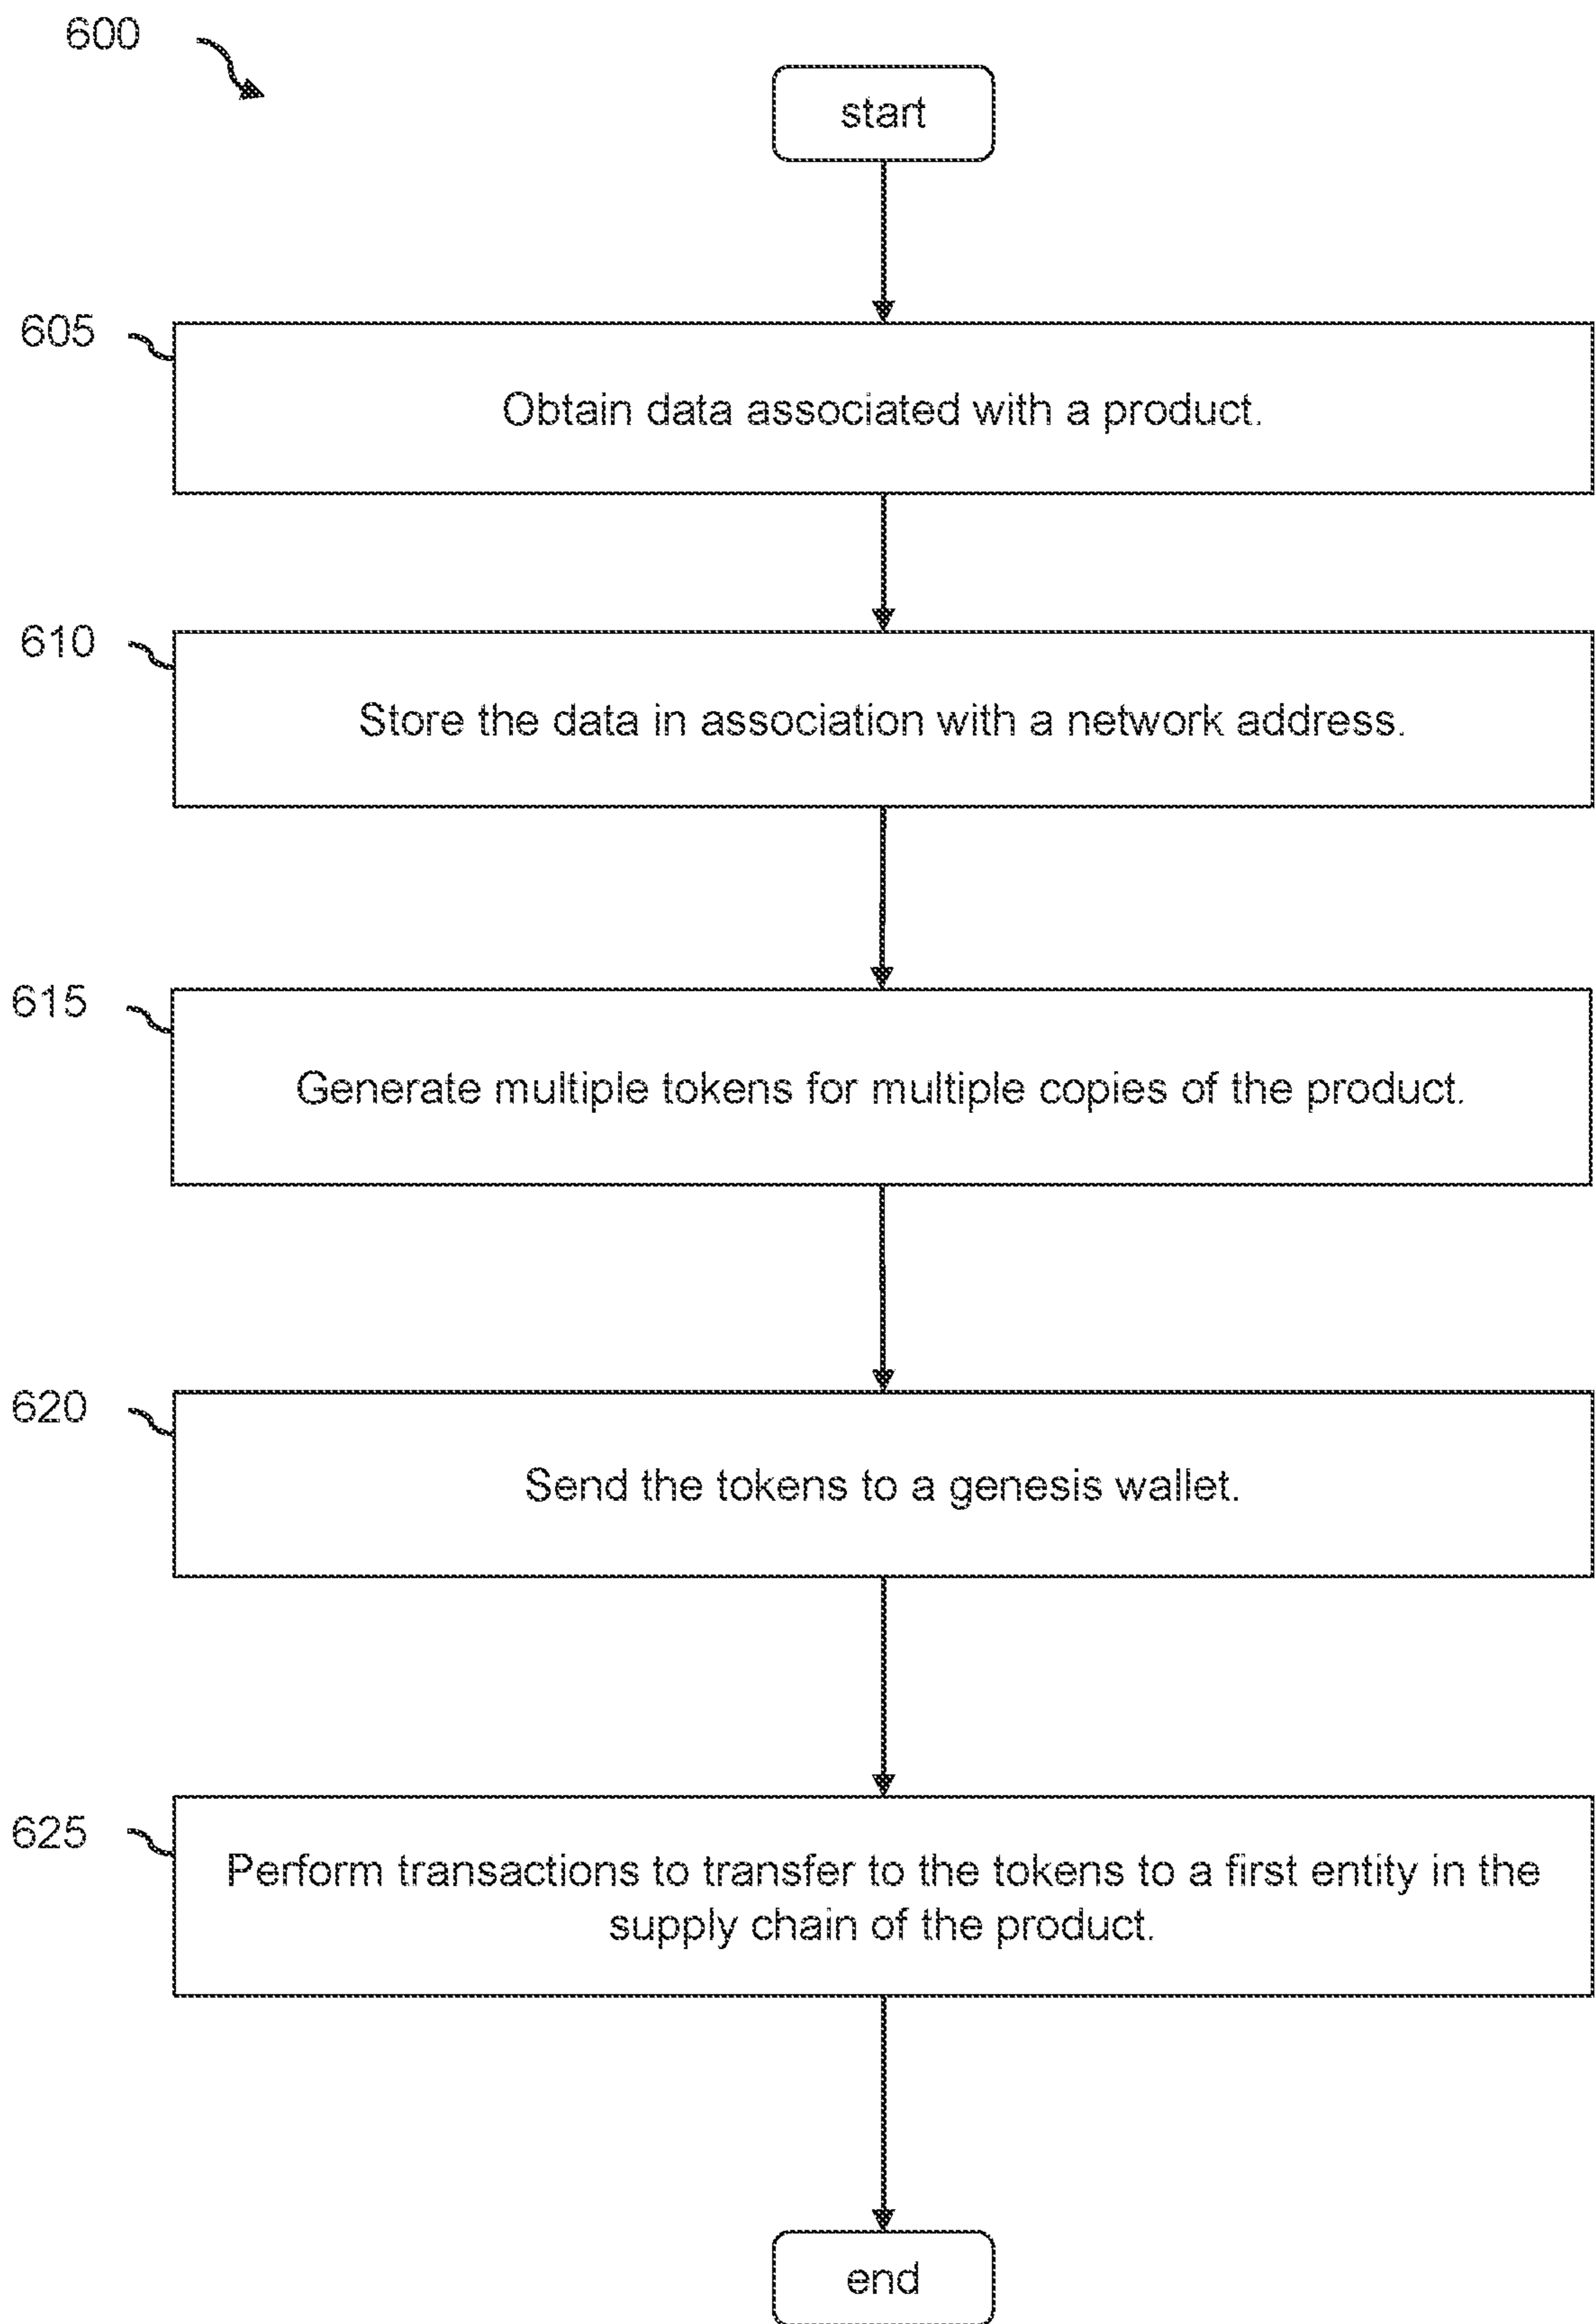 600
start
605
Obtain data associated with a product.
610
Store the data in association with a network address.
615
Generate multiple tokens for multiple copies of the product.
620
Send the tokens to a genesis wallet.
625
Perform transactions to transfer to the tokens to a first entity in the
supply chain of the product.
end